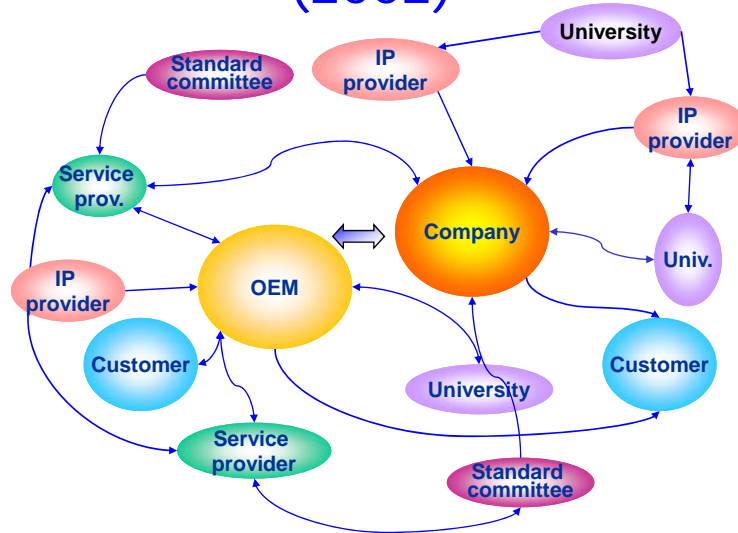 (2002)
University
IP
provider
Standard
committee
IP
provider
Service
prov.
Company
Univ.
IP
provider
OEM
Customer
University
Customer
Service
provider
Standard
committee